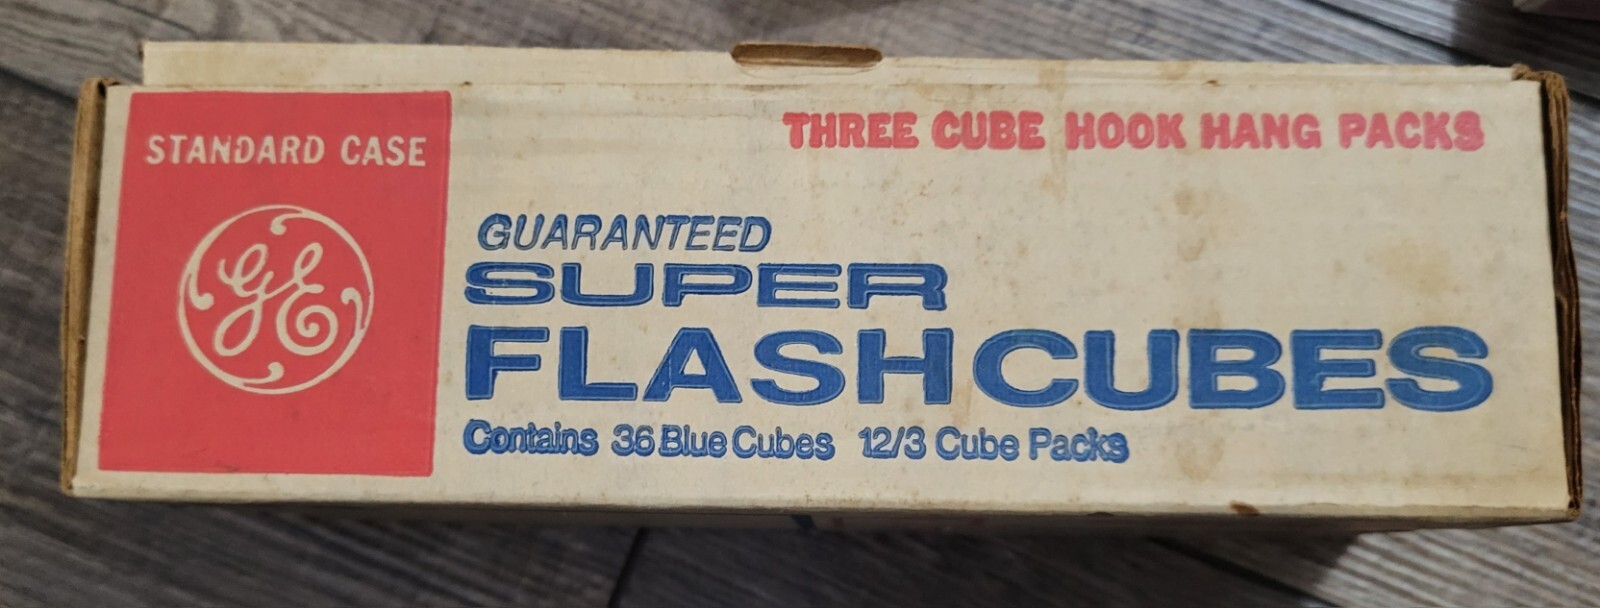 STANDARD CASE
GE
THREE CUBE HOOK HANG PACKS
GUARANTEED
SUPER
FLASHCUBES
Contains 36 Blue Cubes 12/3 Cube Packs